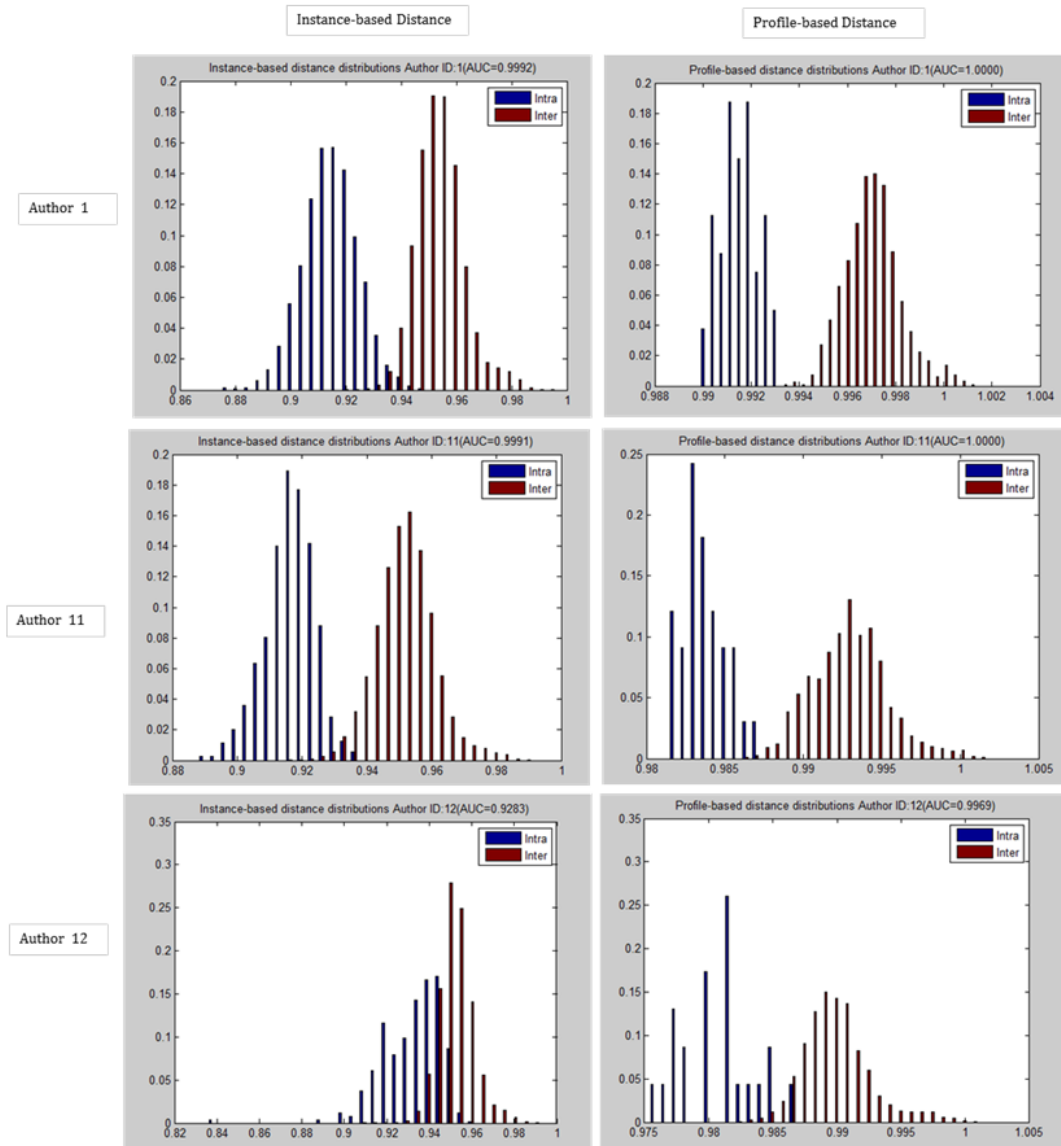 Instance-based Distance
Profile-based Distance
Author 1
Instance-based distance distributions Author ID:1(AUC=0.9992)
0.2
0.18
0.16
0.14
0.12
0.1
0.08
0.06
0.04
0.02
0
0.86 0.88 0.9 0.92 0.94 0.96 0.98 1
Intra
Inter
Profile-based distance distributions Author ID:1(AUC=1.0000)
0.2
0.18
0.16
0.14
0.12
0.1
0.08
0.06
0.04
0.02
0
0.988 0.99 0.992 0.994 0.996 0.998 1 1.002 1.004
Intra
Inter
Author 11
Instance-based distance distributions Author ID:11(AUC=0.9991)
0.2
0.18
0.16
0.14
0.12
0.1
0.08
0.06
0.04
0.02
0
0.88 0.9 0.92 0.94 0.96 0.98 1
Intra
Inter
Profile-based distance distributions Author ID:11(AUC=1.0000)
0.25
0.2
0.15
0.1
0.05
0
0.98 0.985 0.99 0.995 1 1.005
Intra
Inter
Author 12
Instance-based distance distributions Author ID:12(AUC=0.9283)
0.35
0.3
0.25
0.2
0.15
0.1
0.05
0
0.82 0.84 0.86 0.88 0.9 0.92 0.94 0.96 0.98 1
Intra
Inter
Profile-based distance distributions Author ID:12(AUC=0.9969)
0.35
0.3
0.25
0.2
0.15
0.1
0.05
0
0.975 0.98 0.985 0.99 0.995 1 1.005
Intra
Inter